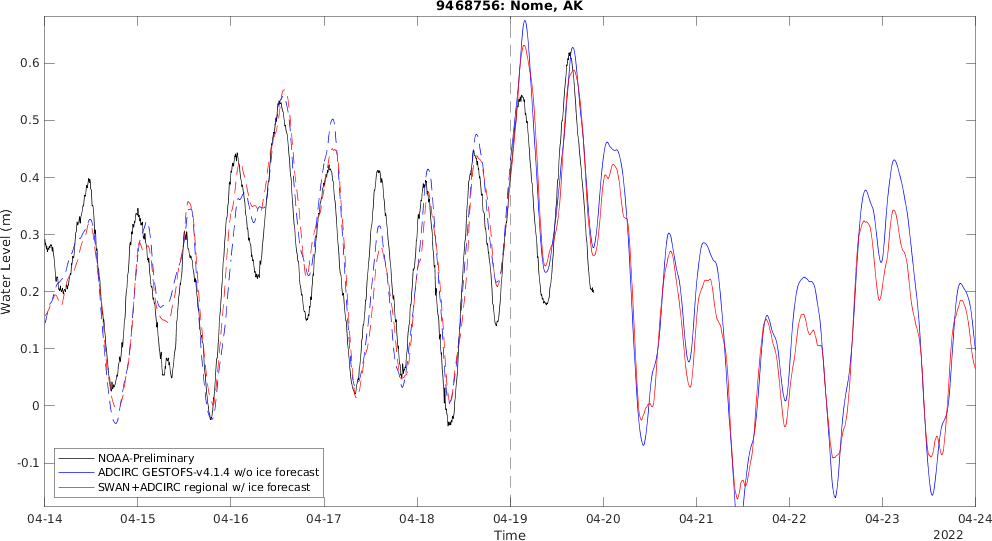 9468756: Nome, AK
Water Level (m)
0.6
0.5
0.4
0.3
0.2
0.1
0
-0.1
NOAA-Preliminary
ADCIRC GESTOFS-v4.1.4 w/o ice forecast
SWAN+ADCIRC regional w/ ice forecast
04-14 04-15 04-16 04-17 04-18 04-19 04-20 04-21 04-22 04-23 04-24
Time
2022